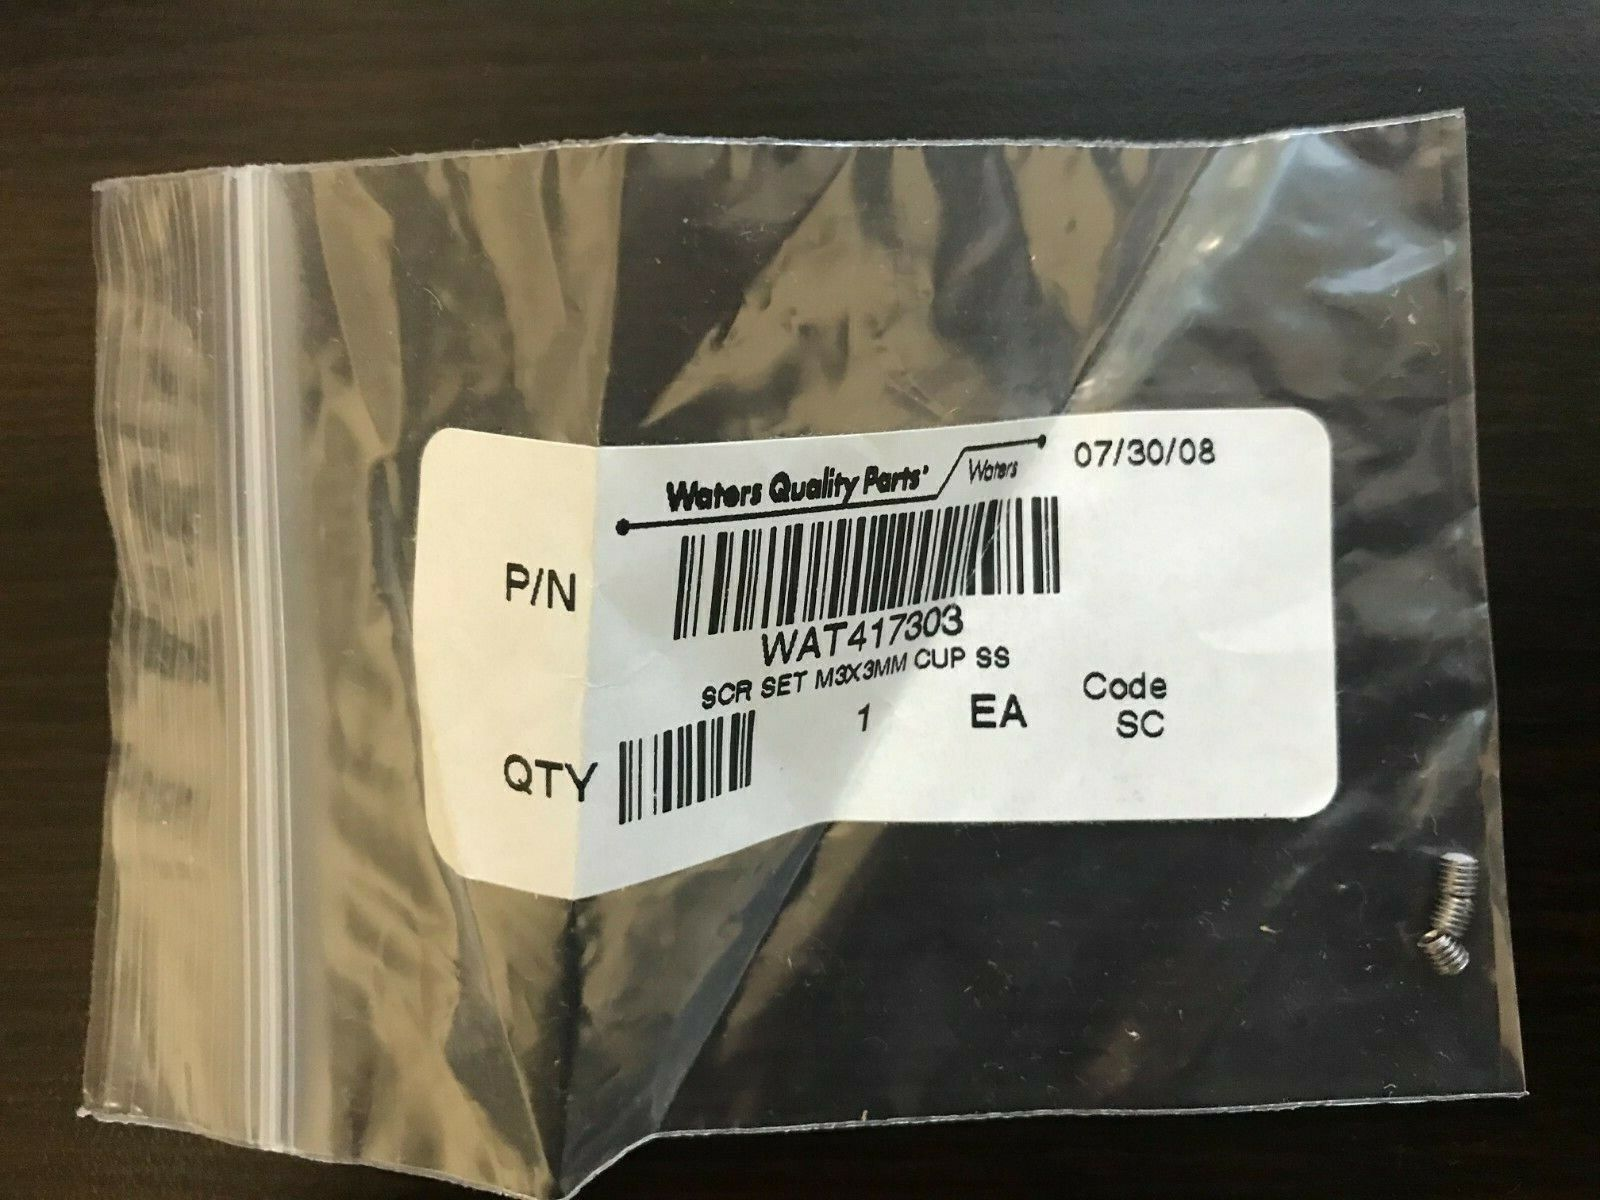 Waters Quality Parts
Waters
07/30/08
P/N
WAT417303
SCR SET M3X3MM CUP SS
QTY
1
EA
Code
SC